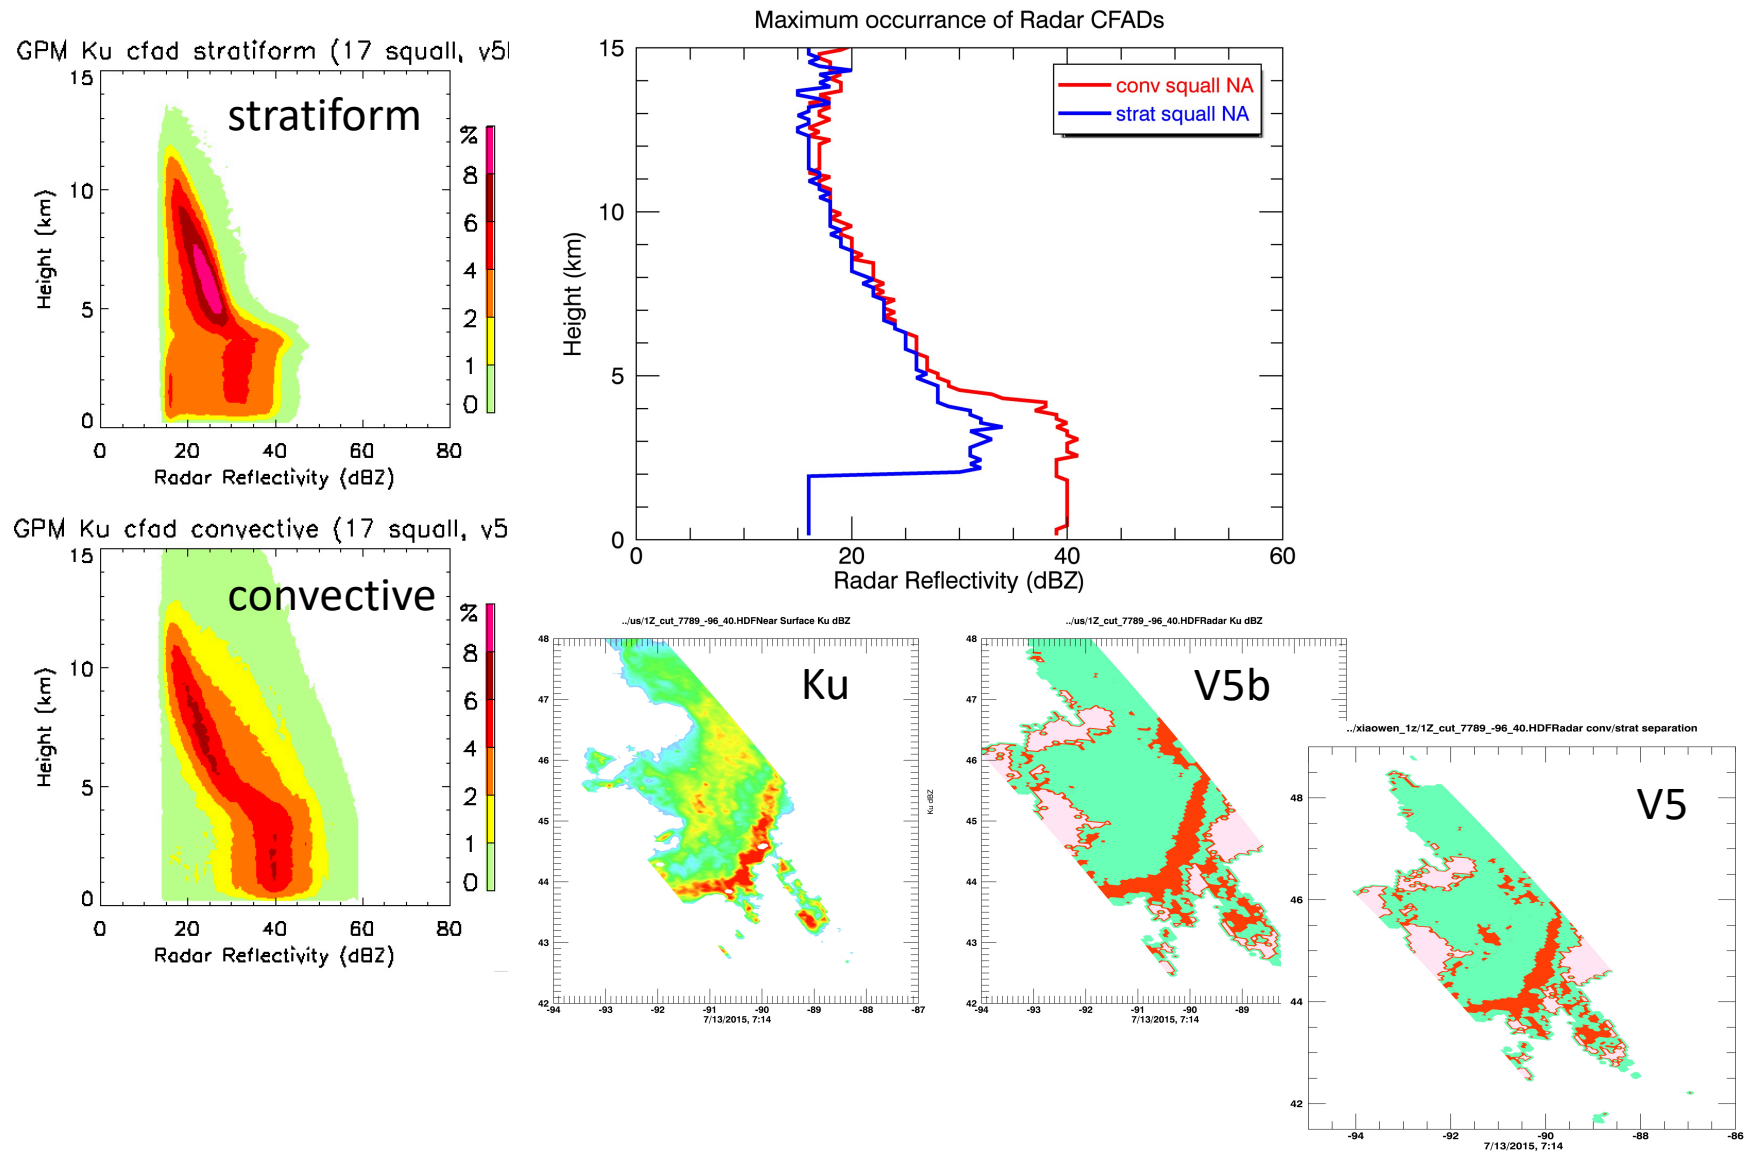 GPM Ku cfad stratiform (17 squall, v5
stratiform
15
10
5
0
Height (km)
0 20 40 60 80
Radar Reflectivity (dBZ)
%
8
6
4
2
1
0
GPM Ku cfad convective (17 squall, v5
convective
15
10
5
0
Height (km)
0 20 40 60 80
Radar Reflectivity (dBZ)
%
8
6
4
2
1
0
Maximum occurrance of Radar CFADs
conv squall NA
strat squall NA
15
10
5
0
Height (km)
0 20 40 60
Radar Reflectivity (dBZ)
../us/1Z_cut_7789_-96_40.HDFNear Surface Ku dBZ
Ku
48
47
46
45
44
43
42
-94 -93 -92 -91 -90 -89 -88 -87
7/13/2015, 7:14
Ku dBZ
../us/1Z_cut_7789_-96_40.HDFRadar Ku dBZ
V5b
48
47
46
45
44
43
42
-94 -93 -92 -91 -90 -89
7/13/2015, 7:14
../xiaowen_1z/1Z_cut_7789_-96_40.HDFRadar conv/strat separation
V5
48
46
44
42
-94 -92 -90 -88 -86
7/13/2015, 7:14